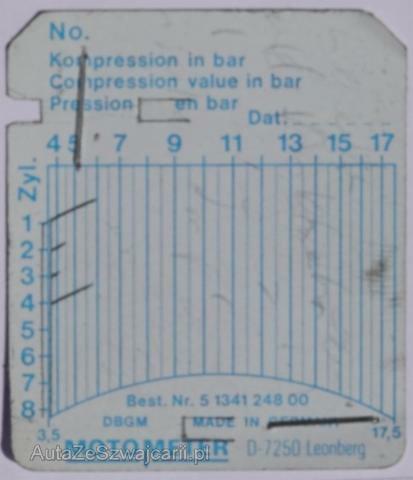 No.
Kompression in bar
Compression value in bar
Pression en bar
Dat.
4 5 7 9 11 13 15 17
Zyl.
1
2
3
4
5
6
7
8
Best. Nr. 5 1341 248 00
DBGM MADE IN GERMANY
3,5 17,5
MOTOMETER D-7250 Leonberg
AutaZeSzwajcarii.pl